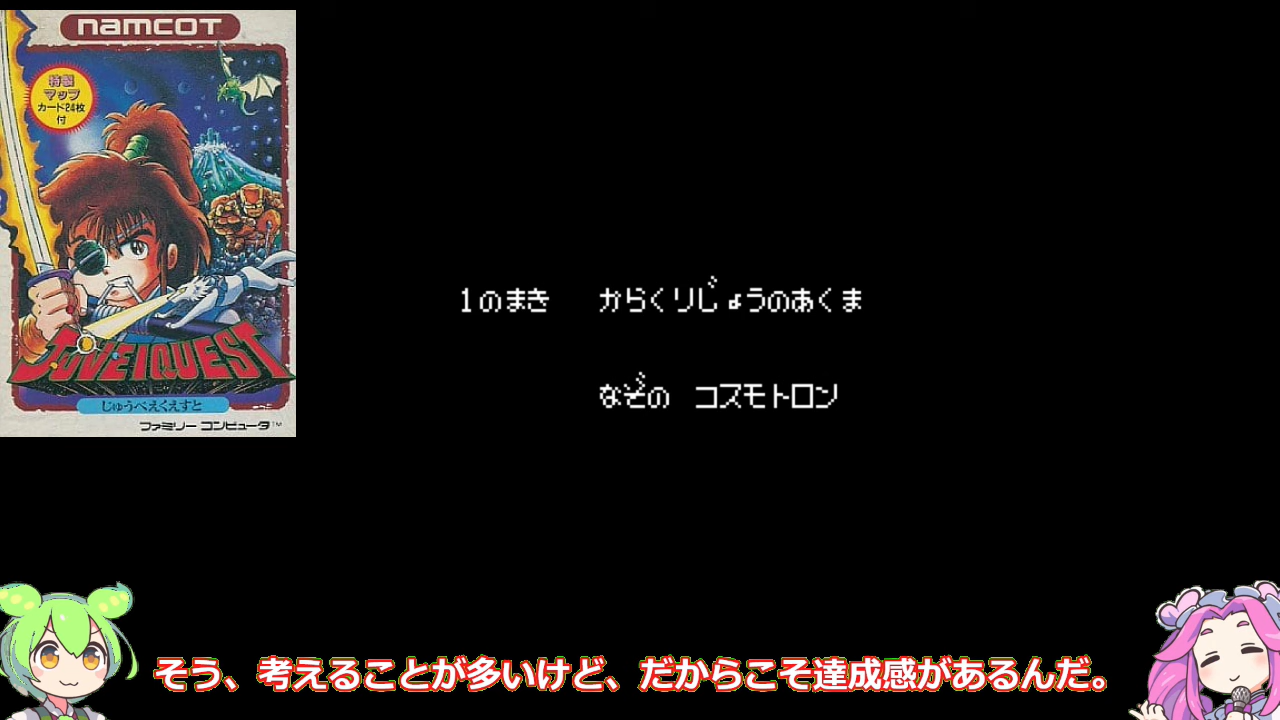 namcot
特製
マップ
カード24枚
付
JUVEI QUEST
じゅうべえくえすと
ファミリー コンピュータ™
1のまき からくりじょうのあくま
なぞの コスモトロン
そう、考えることが多いけど、だからこそ達成感があるんだ。